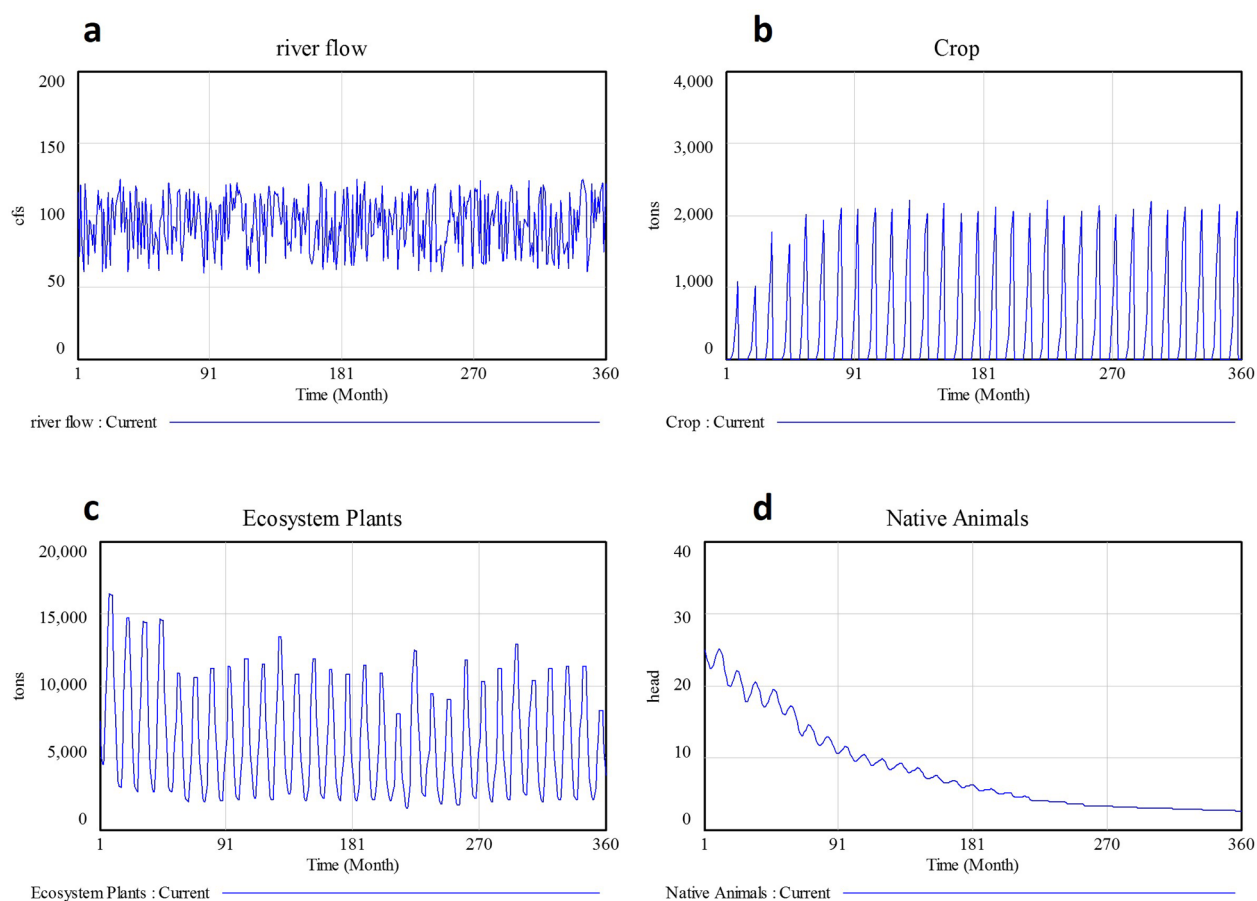 a
river flow
200
150
100
50
0
cfs
1 91 181 270 360
Time (Month)
river flow : Current
b
Crop
4,000
3,000
2,000
1,000
0
tons
1 91 181 270 360
Time (Month)
Crop : Current
c
Ecosystem Plants
20,000
15,000
10,000
5,000
0
tons
1 91 181 270 360
Time (Month)
Ecosystem Plants : Current
d
Native Animals
40
30
20
10
0
head
1 91 181 270 360
Time (Month)
Native Animals : Current